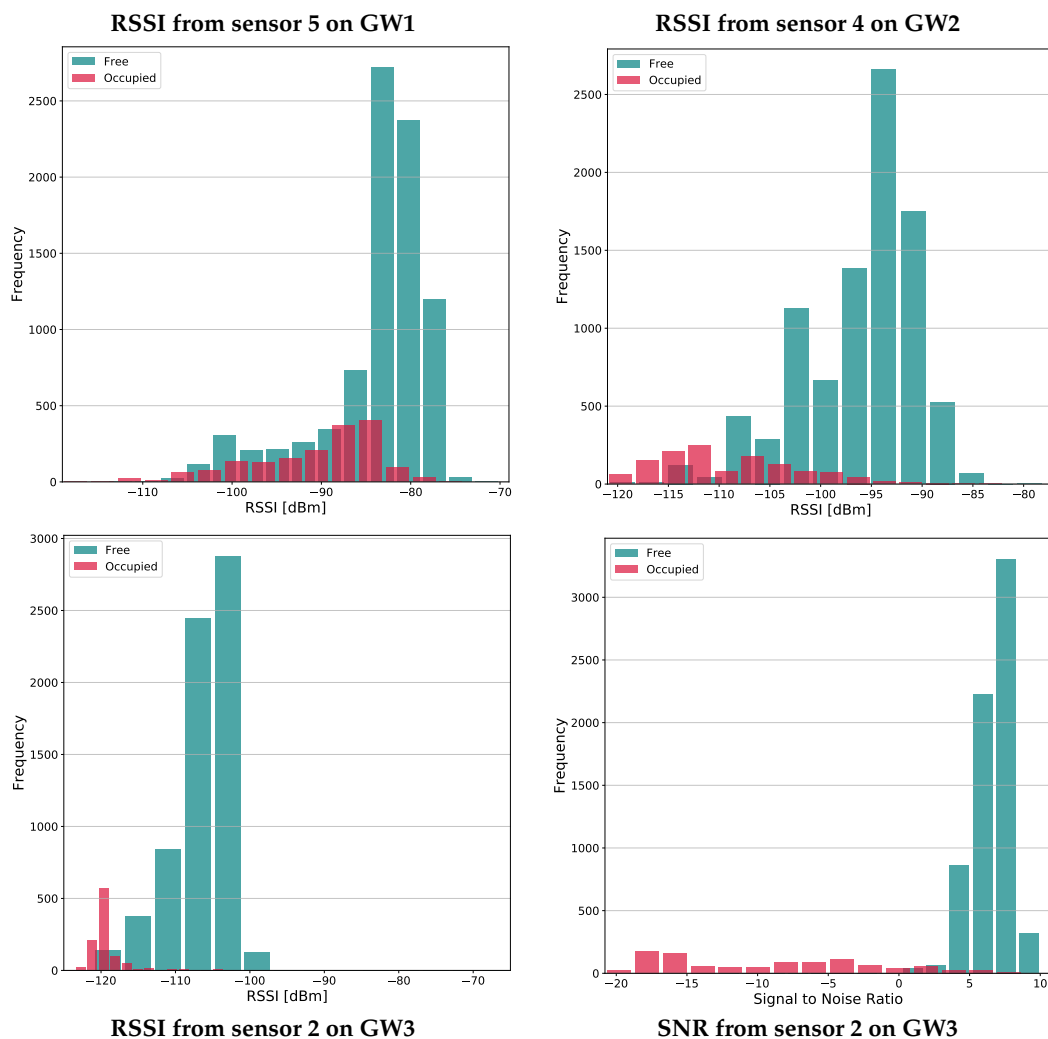 RSSI from sensor 5 on GW1
Free
Occupied
Frequency
2500
2000
1500
1000
500
0
−110
−100
−90
−80
−70
RSSI [dBm]
RSSI from sensor 4 on GW2
Free
Occupied
Frequency
2500
2000
1500
1000
500
0
−120
−115
−110
−105
−100
−95
−90
−85
−80
RSSI [dBm]
Free
Occupied
Frequency
3000
2500
2000
1500
1000
500
0
−120
−110
−100
−90
−80
−70
RSSI [dBm]
RSSI from sensor 2 on GW3
Free
Occupied
Frequency
3000
2500
2000
1500
1000
500
0
−20
−15
−10
−5
0
5
10
Signal to Noise Ratio
SNR from sensor 2 on GW3